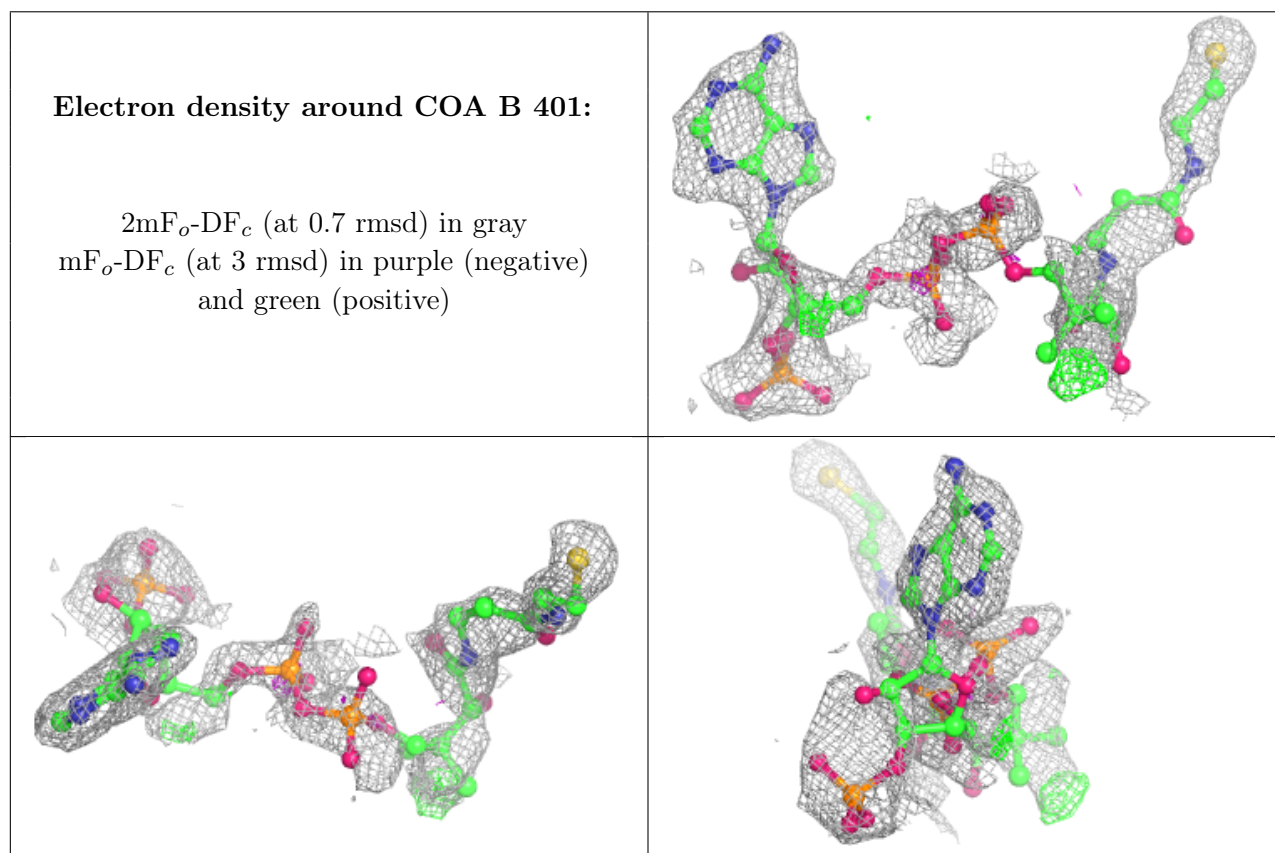 Electron density around COA B 401:
2mFo-DFc (at 0.7 rmsd) in gray
mFo-DFc (at 3 rmsd) in purple (negative)
and green (positive)